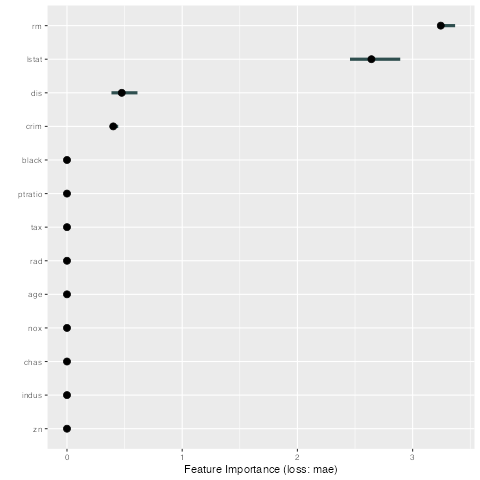 rm
lstat
dis
crim
black
ptratio
tax
rad
age
nox
chas
indus
zn
0 1 2 3
Feature Importance (loss: mae)